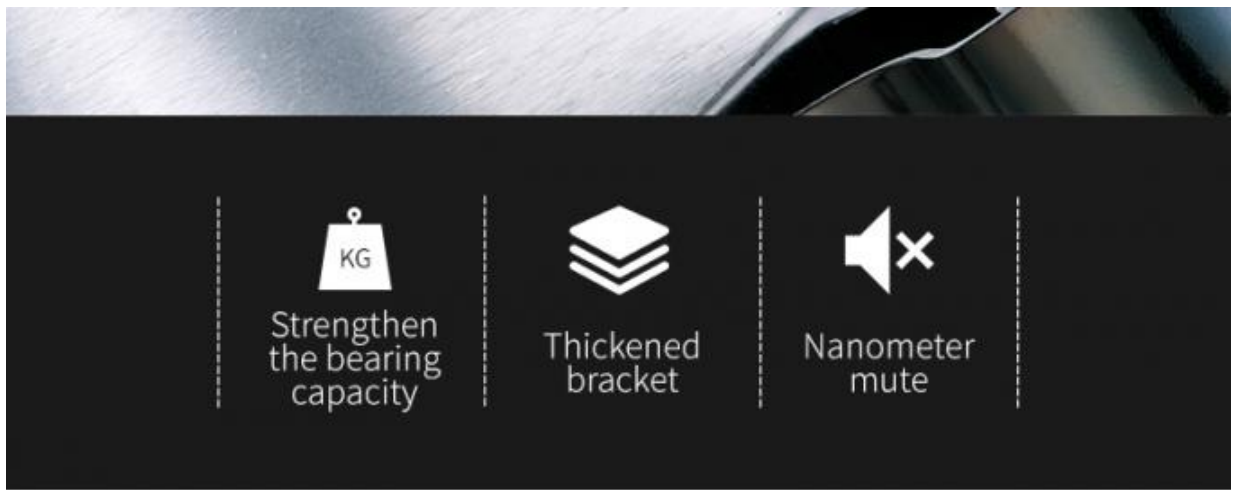 KG
Strengthen
the bearing
capacity
Thickened
bracket
Nanometer
mute